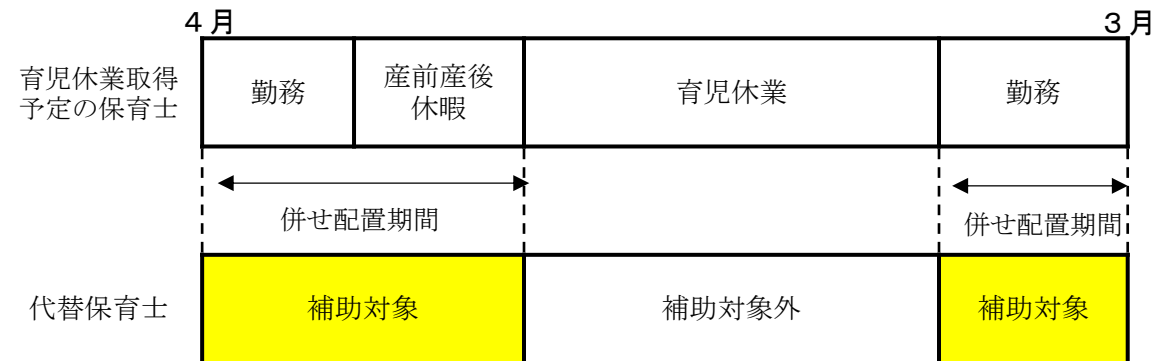 4月
3月
育児休業取得
予定の保育士
勤務
産前産後
休暇
育児休業
勤務
併せ配置期間
併せ配置期間
代替保育士
補助対象
補助対象外
補助対象